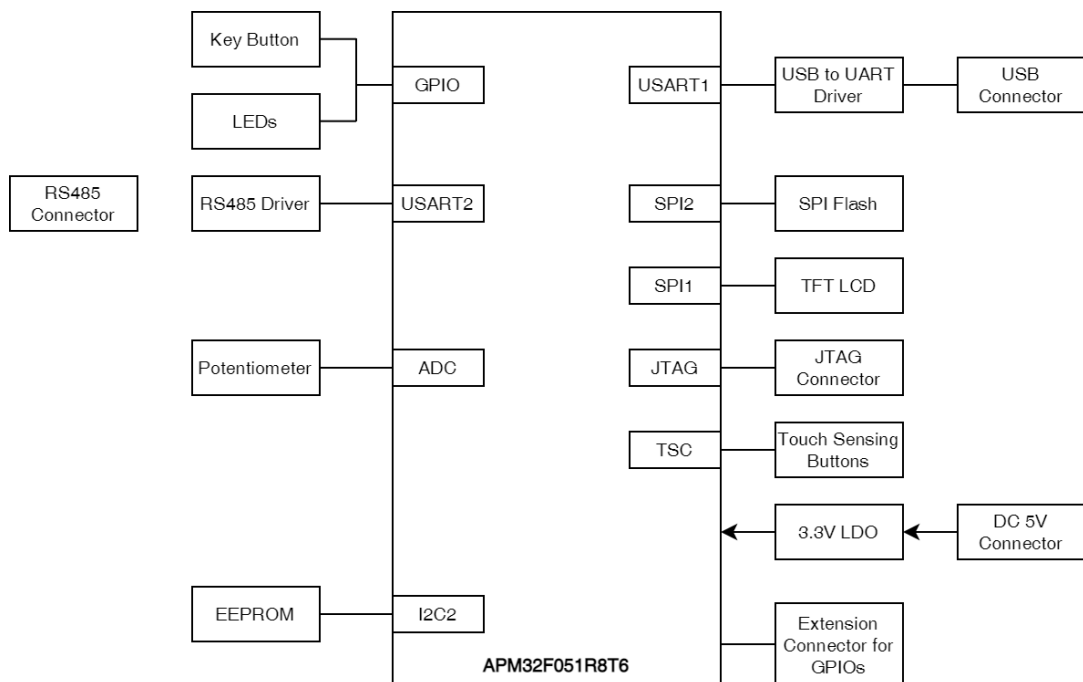 Key Button
GPIO
LEDs
RS485
Connector
RS485 Driver
USART2
Potentiometer
ADC
EEPROM
I2C2
USART1
USB to UART
Driver
USB
Connector
SPI2
SPI Flash
SPI1
TFT LCD
JTAG
JTAG
Connector
TSC
Touch Sensing
Buttons
3.3V LDO
DC 5V
Connector
Extension
Connector for
GPIOs
APM32F051R8T6